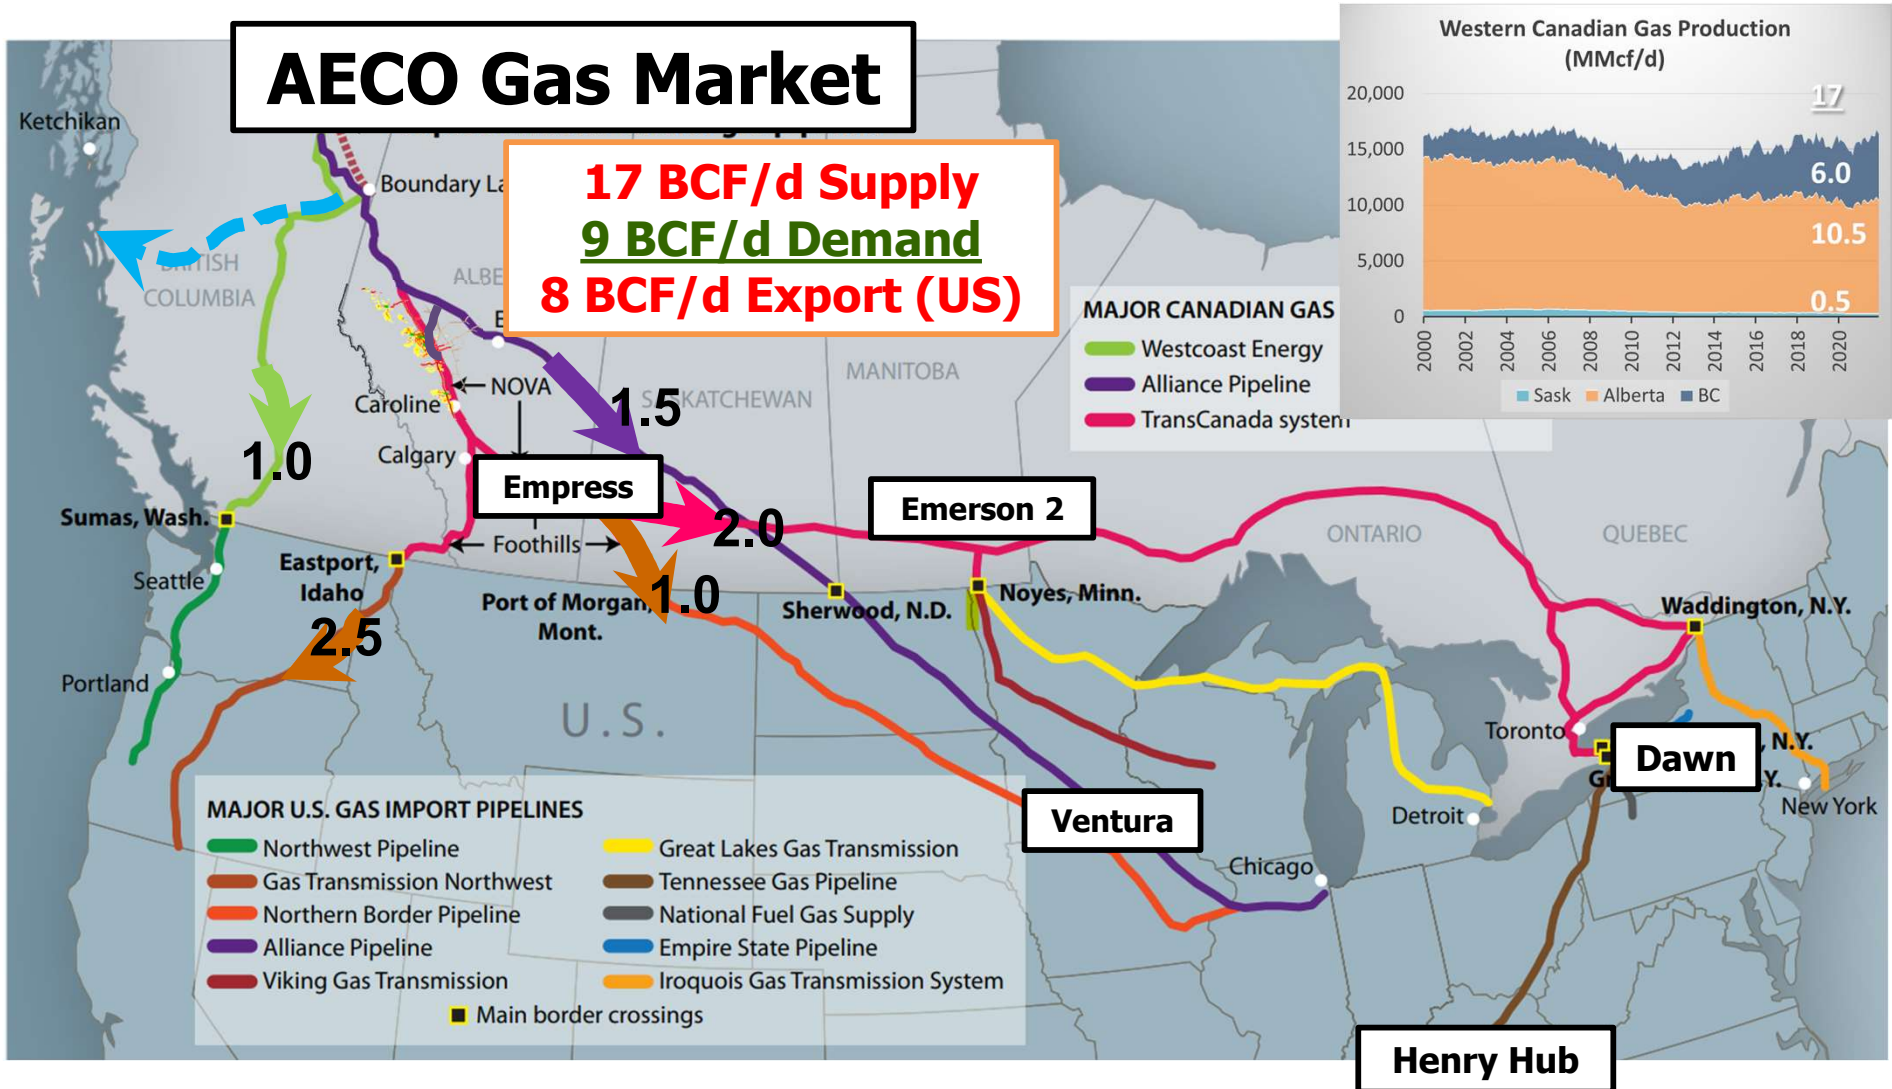 AECO Gas Market
17 BCF/d Supply
9 BCF/d Demand
8 BCF/d Export (US)
Western Canadian Gas Production
(MMcf/d)
20,000
15,000
10,000
5,000
0
17
6.0
10.5
0.5
2000
2002
2004
2006
2008
2010
2012
2014
2016
2018
2020
Sask
Alberta
BC
MAJOR CANADIAN GAS
Westcoast Energy
Alliance Pipeline
TransCanada system
Ketchikan
Boundary La
BRITISH
COLUMBIA
ALBE
E
SASKATCHEWAN
MANITOBA
ONTARIO
QUEBEC
NOVA
Caroline
Calgary
1.5
1.0
Empress
2.0
Emerson 2
Foothills
Sumas, Wash.
Seattle
Eastport,
Idaho
2.5
Port of Morgan,
Mont.
1.0
Sherwood, N.D.
Noyes, Minn.
Waddington, N.Y.
Portland
U.S.
Toronto
Dawn
, N.Y.
Gr
Y.
New York
Detroit
Ventura
Chicago
Henry Hub
MAJOR U.S. GAS IMPORT PIPELINES
Northwest Pipeline
Gas Transmission Northwest
Northern Border Pipeline
Alliance Pipeline
Viking Gas Transmission
Great Lakes Gas Transmission
Tennessee Gas Pipeline
National Fuel Gas Supply
Empire State Pipeline
Iroquois Gas Transmission System
Main border crossings